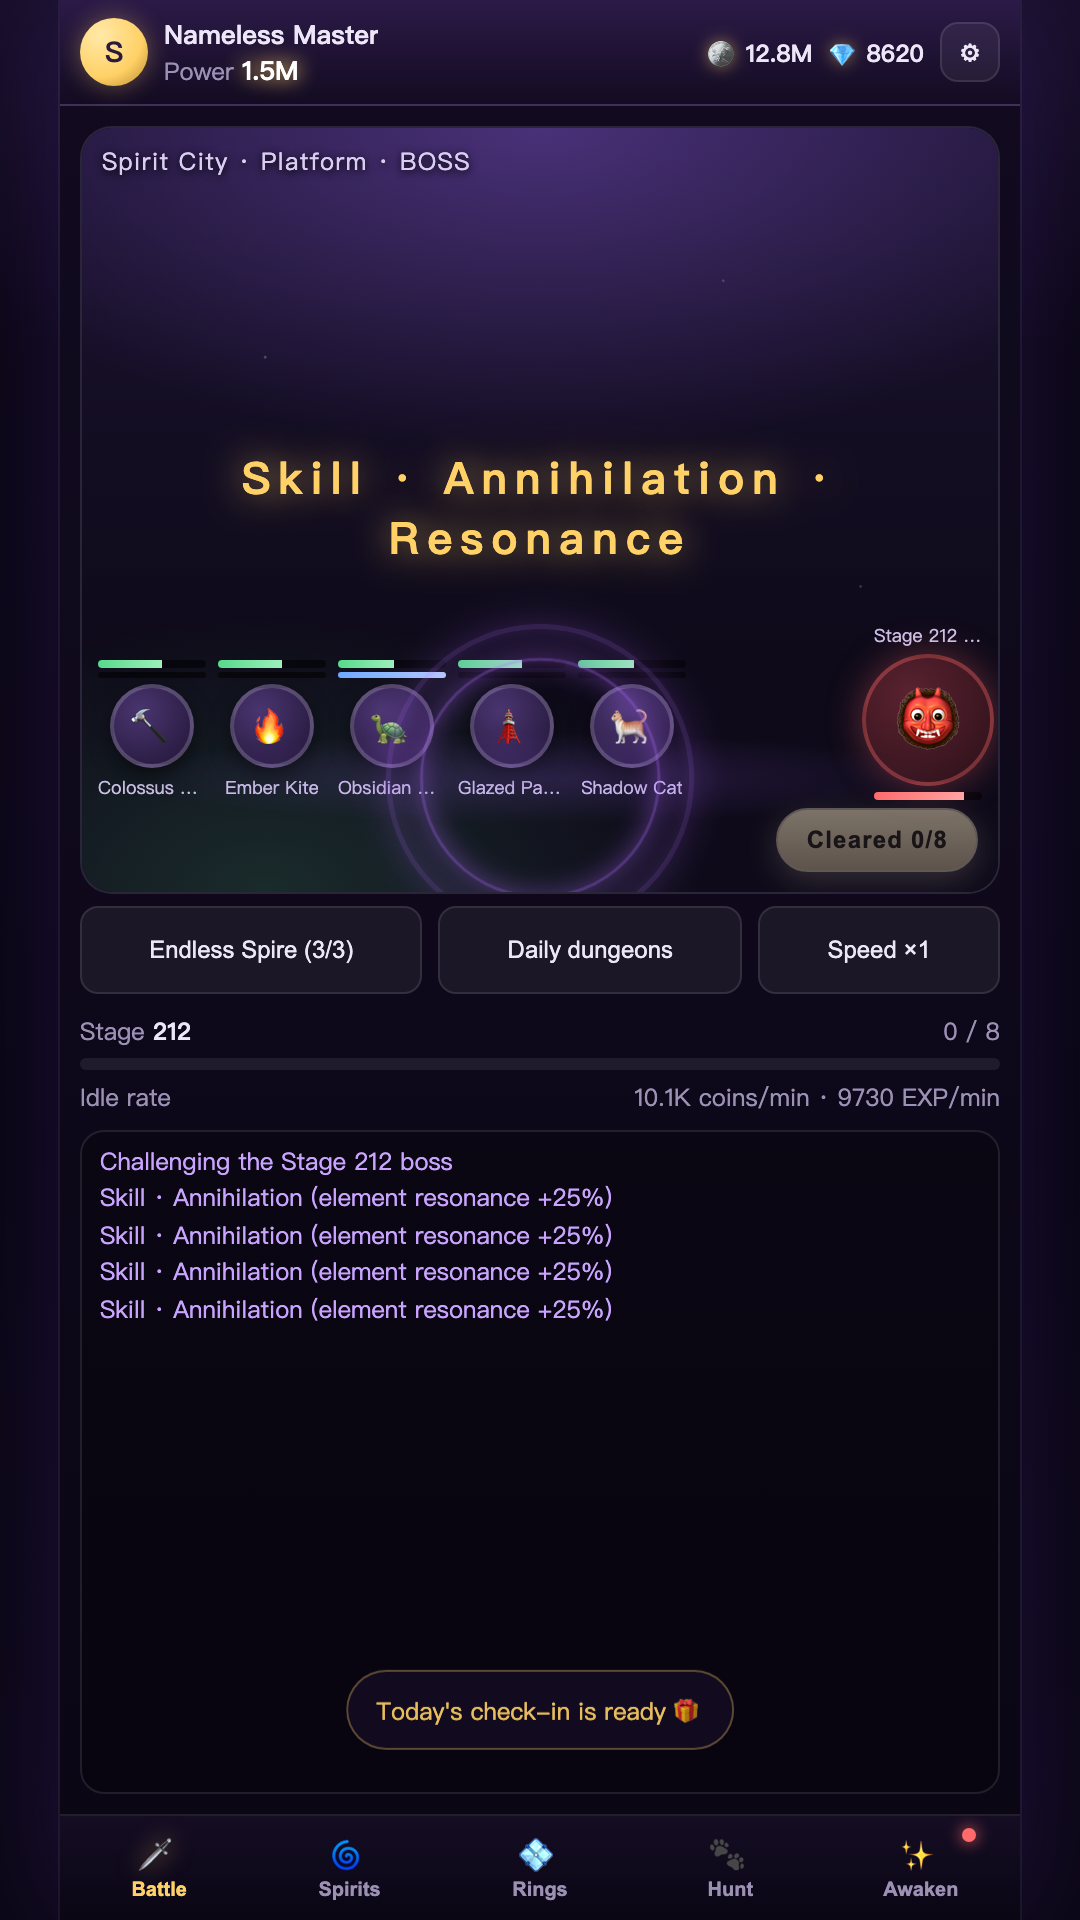 S
Nameless Master
Power 1.5M
12.8M
8620
Spirit City · Platform · BOSS
Skill · Annihilation ·
Resonance
Stage 212 ...
Colossus ...
Ember Kite
Obsidian ...
Glazed Pa...
Shadow Cat
Cleared 0/8
Endless Spire (3/3)
Daily dungeons
Speed ×1
Stage 212
0 / 8
Idle rate
10.1K coins/min · 9730 EXP/min
Challenging the Stage 212 boss
Skill · Annihilation (element resonance +25%)
Skill · Annihilation (element resonance +25%)
Skill · Annihilation (element resonance +25%)
Skill · Annihilation (element resonance +25%)
Today's check-in is ready
Battle
Spirits
Rings
Hunt
Awaken